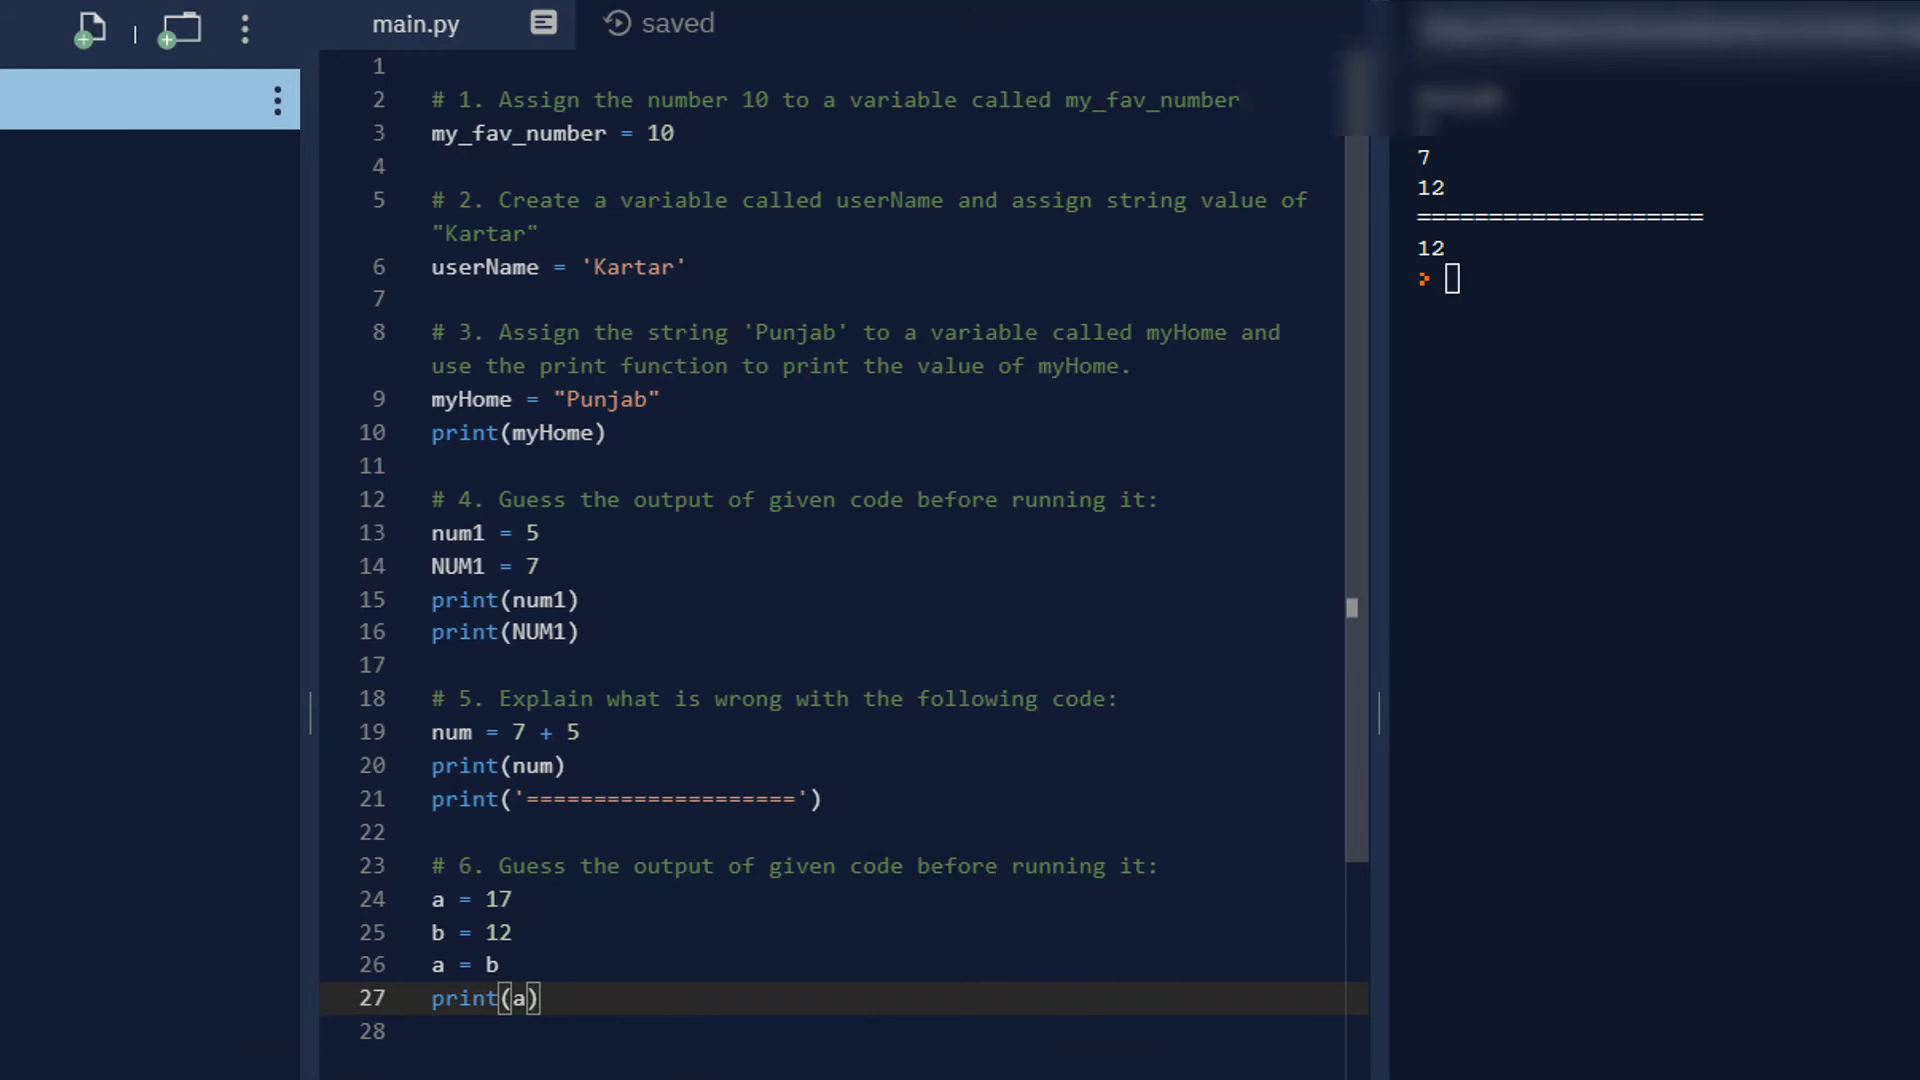 main.py
saved
1
2 # 1. Assign the number 10 to a variable called my_fav_number
3 my_fav_number = 10
4
5 # 2. Create a variable called userName and assign string value of
"Kartar"
6 userName = 'Kartar'
7
8 # 3. Assign the string 'Punjab' to a variable called myHome and
use the print function to print the value of myHome.
9 myHome = "Punjab"
10 print(myHome)
11
12 # 4. Guess the output of given code before running it:
13 num1 = 5
14 NUM1 = 7
15 print(num1)
16 print(NUM1)
17
18 # 5. Explain what is wrong with the following code:
19 num = 7 + 5
20 print(num)
21 print('====================')
22
23 # 6. Guess the output of given code before running it:
24 a = 17
25 b = 12
26 a = b
27 print(a)
28
7
12
====================
12
>